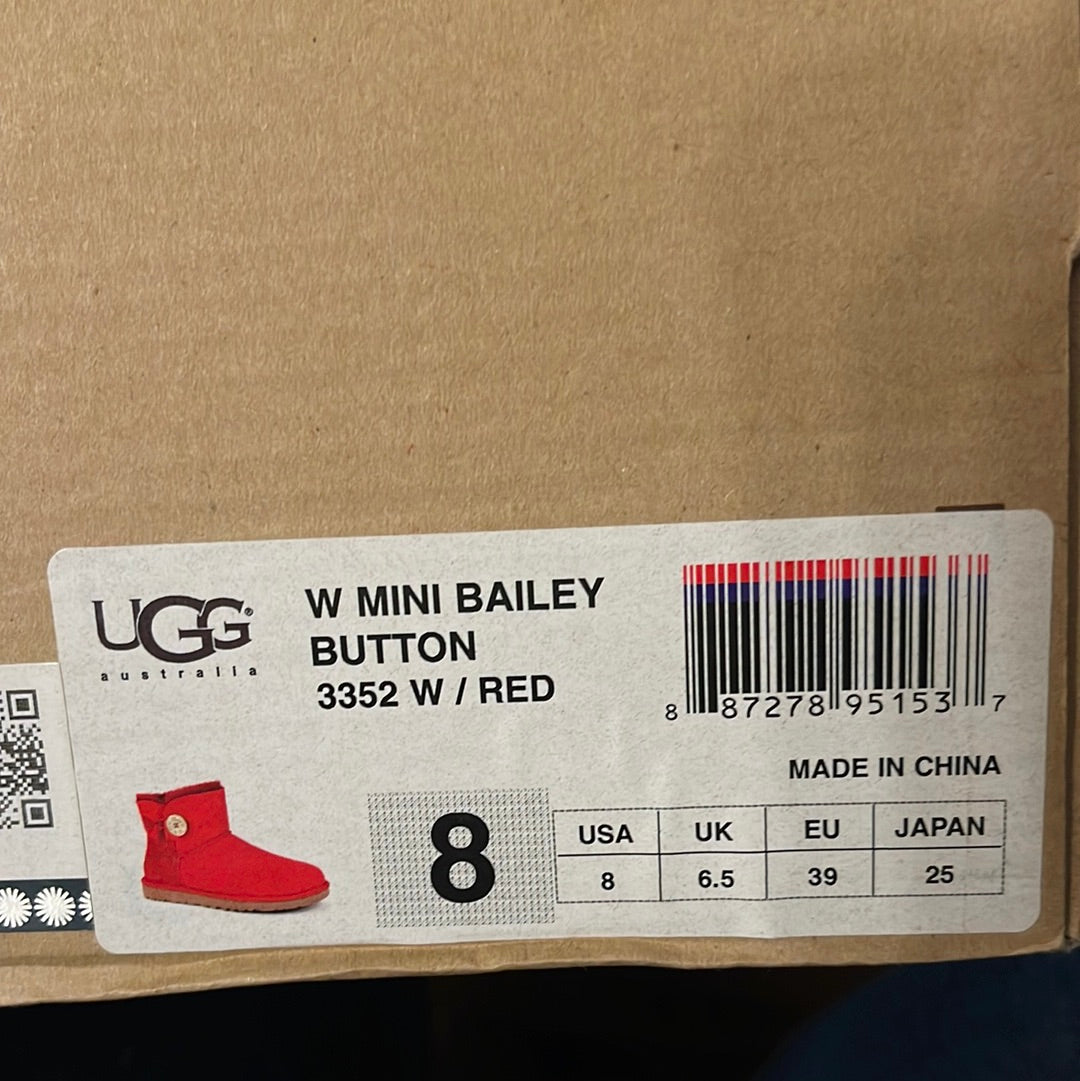 UGG®
australia
W MINI BAILEY
BUTTON
3352 W / RED
8 87278 95153 7
MADE IN CHINA
8
USA UK EU JAPAN
8 6.5 39 25